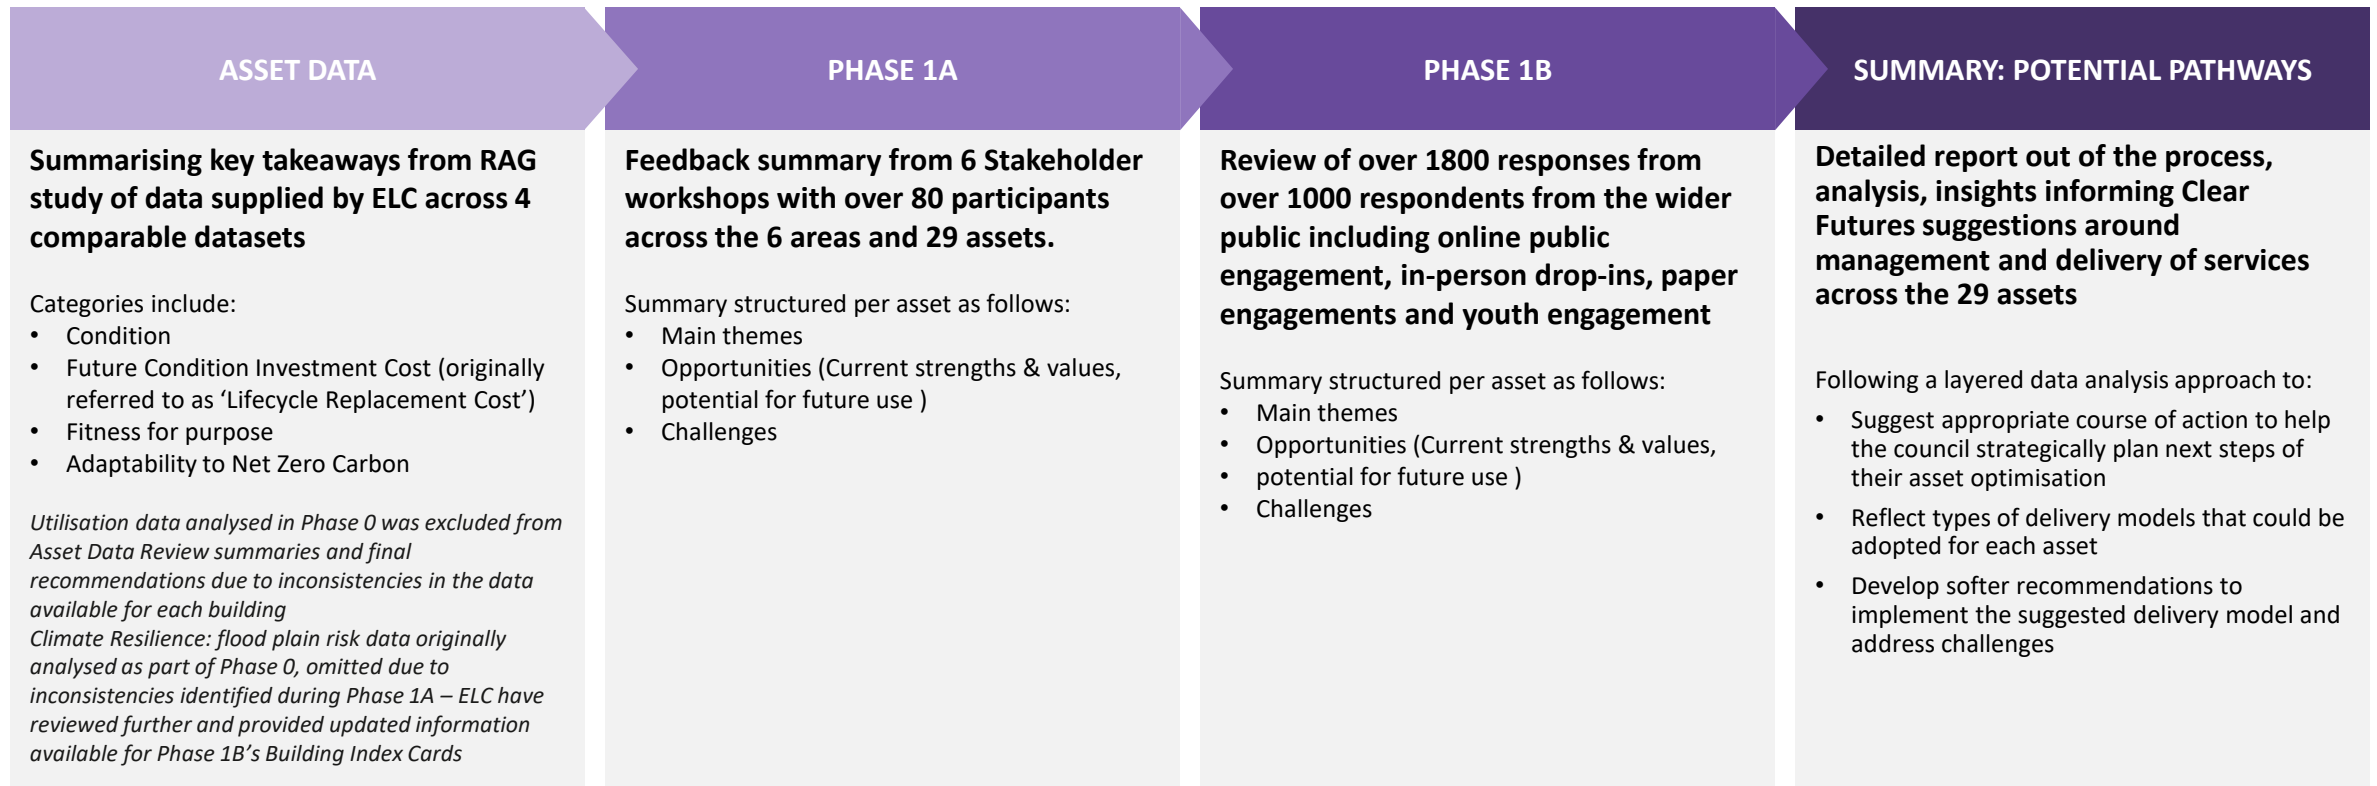 ASSET DATA
Summarising key takeaways from RAG
study of data supplied by ELC across 4
comparable datasets
Categories include:
• Condition
• Future Condition Investment Cost (originally
referred to as ‘Lifecycle Replacement Cost’)
• Fitness for purpose
• Adaptability to Net Zero Carbon
Utilisation data analysed in Phase 0 was excluded from
Asset Data Review summaries and final
recommendations due to inconsistencies in the data
available for each building
Climate Resilience: flood plain risk data originally
analysed as part of Phase 0, omitted due to
inconsistencies identified during Phase 1A – ELC have
reviewed further and provided updated information
available for Phase 1B’s Building Index Cards
PHASE 1A
Feedback summary from 6 Stakeholder
workshops with over 80 participants
across the 6 areas and 29 assets.
Summary structured per asset as follows:
• Main themes
• Opportunities (Current strengths & values,
potential for future use )
• Challenges
PHASE 1B
Review of over 1800 responses from
over 1000 respondents from the wider
public including online public
engagement, in-person drop-ins, paper
engagements and youth engagement
Summary structured per asset as follows:
• Main themes
• Opportunities (Current strengths & values,
• potential for future use )
• Challenges
SUMMARY: POTENTIAL PATHWAYS
Detailed report out of the process,
analysis, insights informing Clear
Futures suggestions around
management and delivery of services
across the 29 assets
Following a layered data analysis approach to:
• Suggest appropriate course of action to help
the council strategically plan next steps of
their asset optimisation
• Reflect types of delivery models that could be
adopted for each asset
• Develop softer recommendations to
implement the suggested delivery model and
address challenges